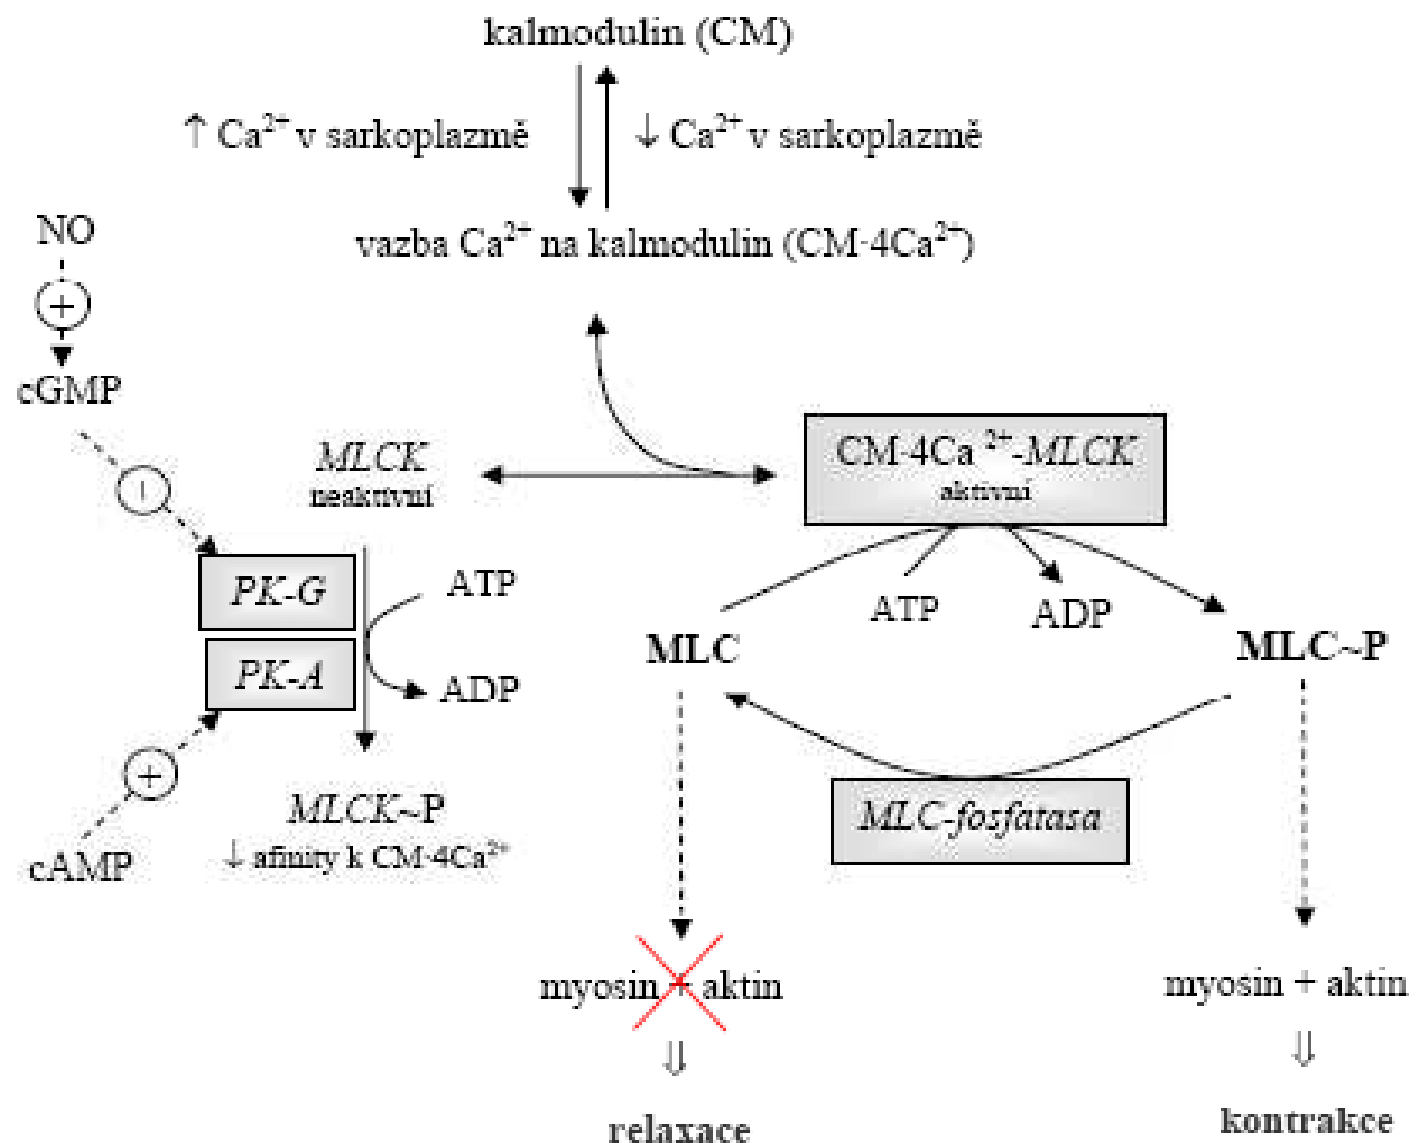 kalmodulin (CM)
↑ Ca²⁺ v sarkoplazmě
↓ Ca²⁺ v sarkoplazmě
NO
vazba Ca²⁺ na kalmodulin (CM·4Ca²⁺)
+
cGMP
MLCK
neaktivní
CM·4Ca ²⁺-MLCK
aktivní
PK-G
ATP
ADP
PK-A
ATP
ADP
MLC
MLC~P
+
cAMP
MLCK~P
↓ afinity k CM·4Ca²⁺
MLC-fosfatasa
myosin + aktin
myosin + aktin
⇓
⇓
relaxace
kontrakce